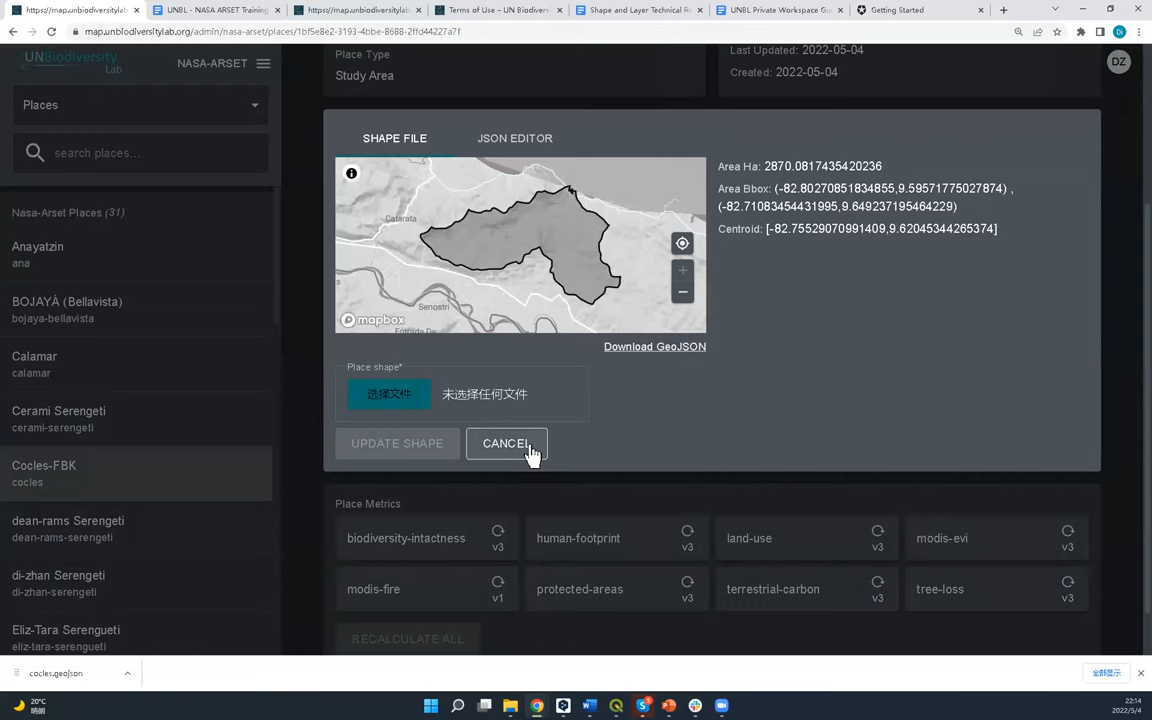 https://map.unbiodiversitylab.
UNBL - NASA ARSET Training
https://map.unbiodiversitylab
Terms of Use – UN Biodivers
Shape and Layer Technical R
UNBL Private Workspace Gu
Getting Started
map.unbiodiversitylab.org/admin/nasa-arset/places/1bf5e8e2-3193-4bbe-8688-2ffd44227a7f
Di
UNBiodiversity
Lab
NASA-ARSET
Places
search places...
Nasa-Arset Places (31)
Anayatzin
ana
BOJAYÁ (Bellavista)
bojaya-bellavista
Calamar
calamar
Cerami Serengeti
cerami-serengeti
Cocles-FBK
cocles
dean-rams Serengeti
dean-rams-serengeti
di-zhan Serengeti
di-zhan-serengeti
Eliz-Tara Serengueti
eliz-tara-serengueti
Place Type
Study Area
Last Updated: 2022-05-04
Created: 2022-05-04
DZ
SHAPE FILE
JSON EDITOR
Catarata
Senostri
Entrada De
mapbox
Area Ha: 2870.0817435420236
Area Bbox: (-82.80270851834855,9.59571775027874) ,
(-82.71083454431995,9.649237195464229)
Centroid: [-82.75529070991409,9.62045344265374]
Download GeoJSON
Place shape*
选择文件
未选择任何文件
UPDATE SHAPE
CANCEL
Place Metrics
biodiversity-intactness
v3
human-footprint
v3
land-use
v3
modis-evi
v3
modis-fire
v1
protected-areas
v3
terrestrial-carbon
v3
tree-loss
v3
RECALCULATE ALL
cocles.geojson
全部显示
20°C
晴朗
22:14
2022/5/4